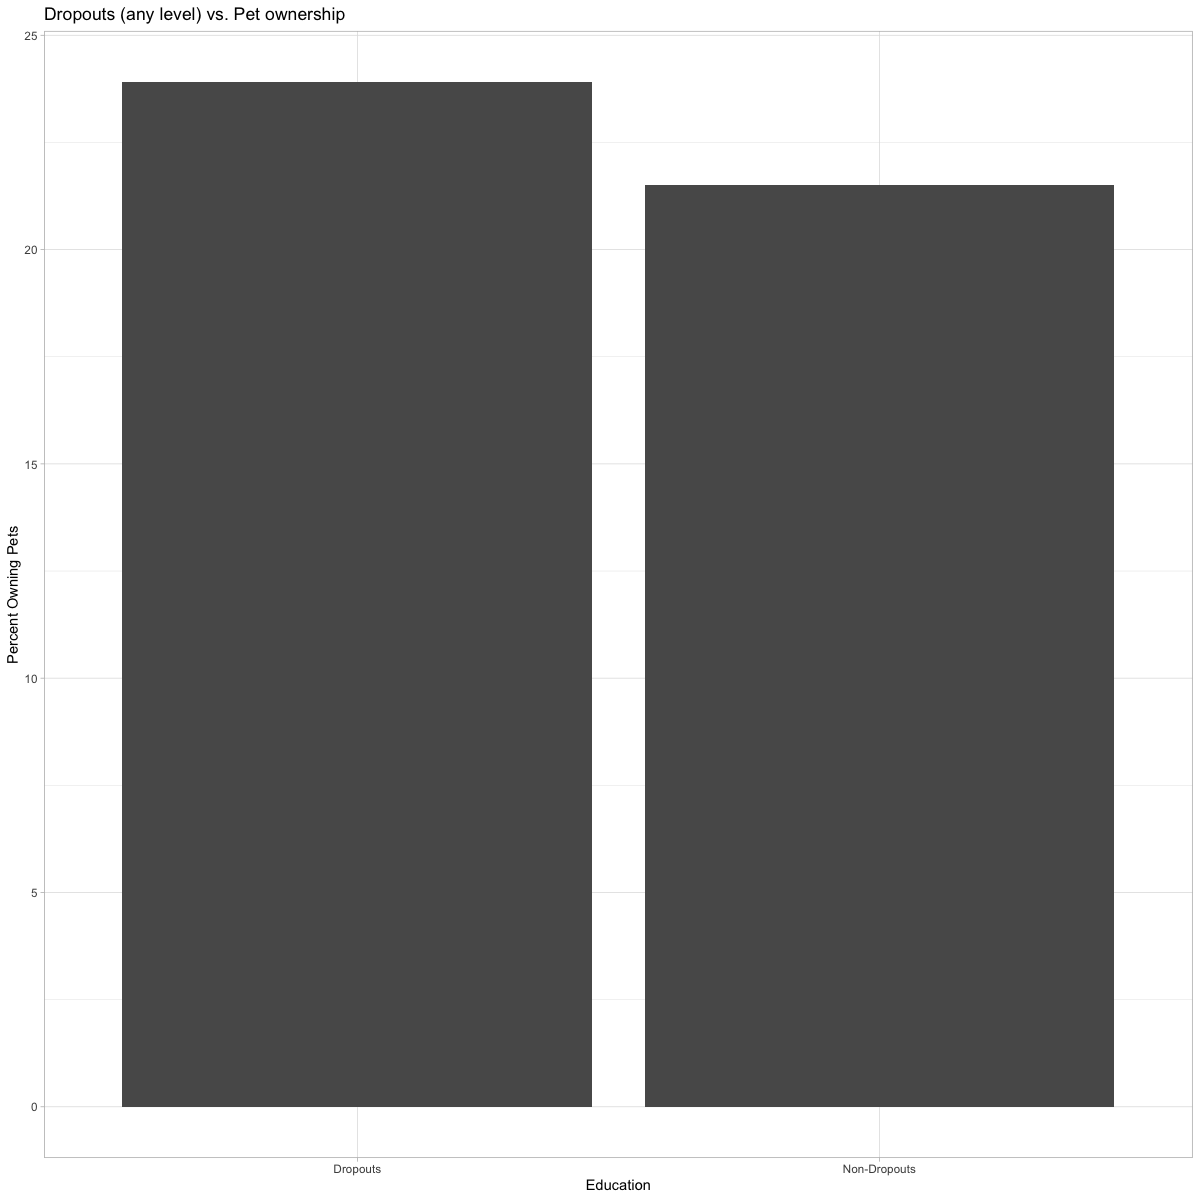 Dropouts (any level) vs. Pet ownership
25
20
15
10
5
0
Percent Owning Pets
Dropouts
Non-Dropouts
Education